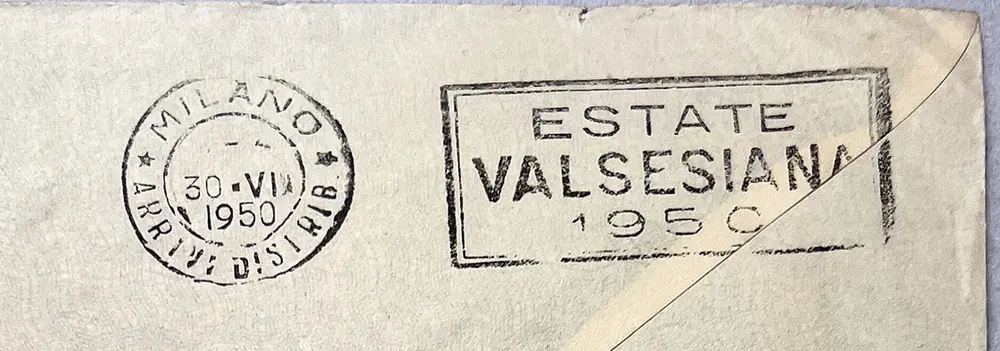 MILANO
30·VI
1950
★ ARRIVI DISTRIB ★
ESTATE
VALSESIANA
1950